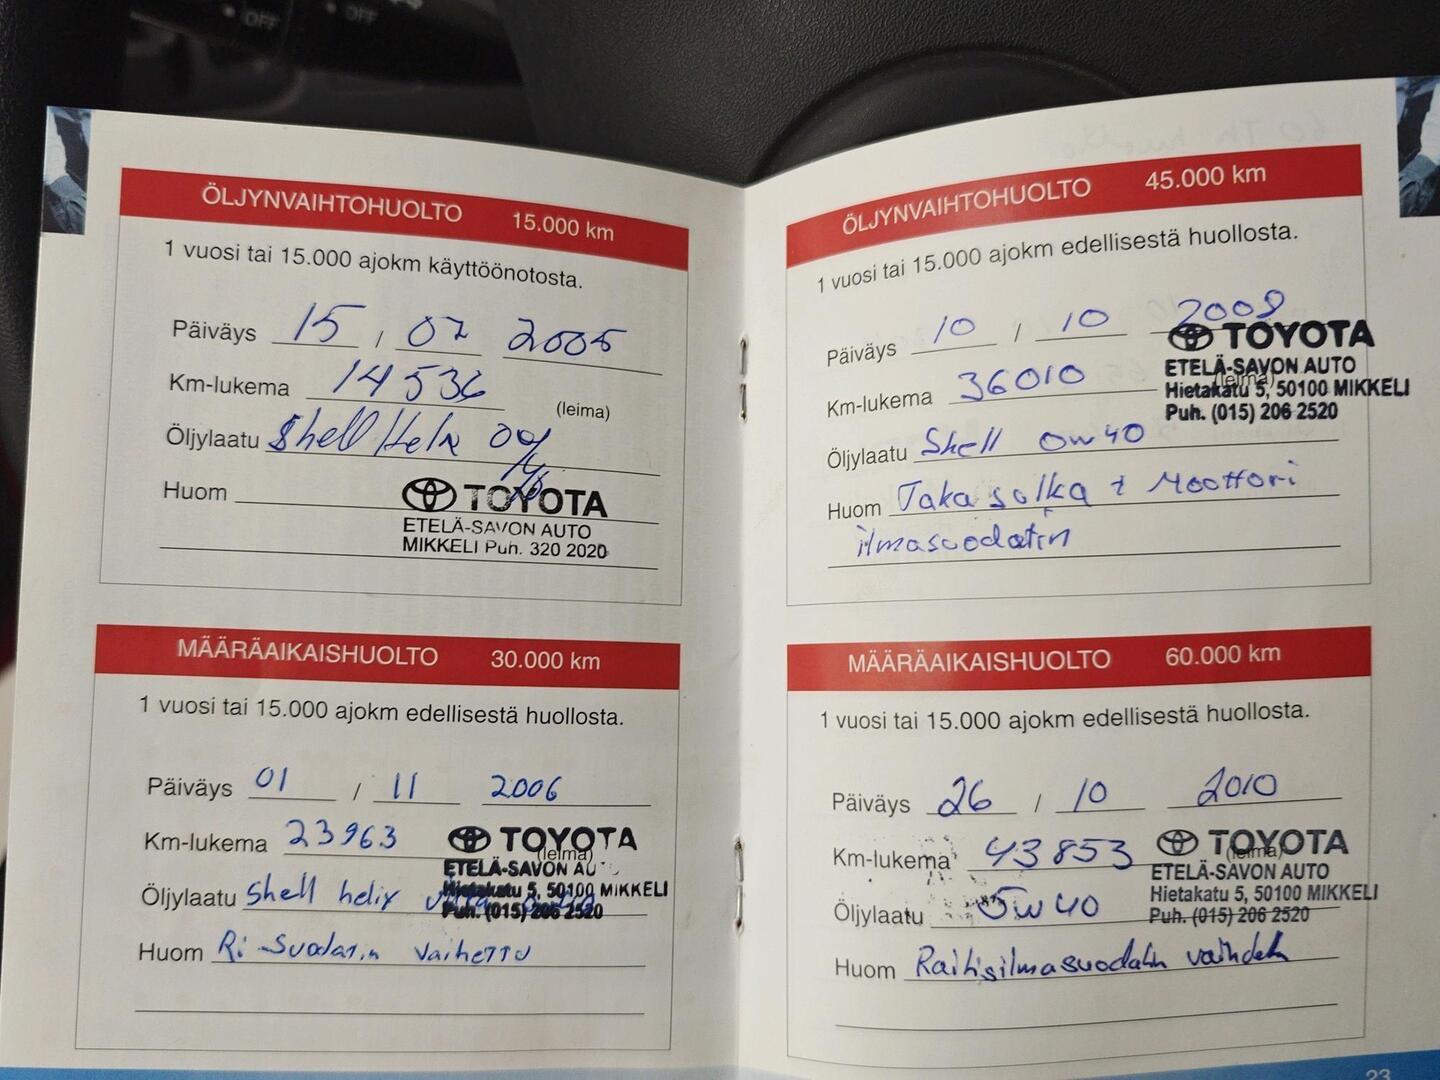 OFF OFF
ÖLJYNVAIHTOHUOLTO 15.000 km
1 vuosi tai 15.000 ajokm käyttöönotosta.
Päiväys 15 / 07 2005
Km-lukema 14536
(leima)
Öljylaatu Shell Helix
Huom
TOYOTA
ETELÄ-SAVON AUTO
MIKKELI Puh. 320 2020
MÄÄRÄAIKAISHUOLTO 30.000 km
1 vuosi tai 15.000 ajokm edellisestä huollosta.
Päiväys 01 / 11 2006
Km-lukema 23963
(leima)
TOYOTA
ETELÄ-SAVON AU
Hietakatu 5, 50100 MIKKELI
Puh. (015) 206 2520
Öljylaatu Shell helix
Huom Ri-Suodatin vaihettu
ÖLJYNVAIHTOHUOLTO 45.000 km
1 vuosi tai 15.000 ajokm edellisestä huollosta.
Päiväys 10 / 10 2008
TOYOTA
ETELÄ-SAVON AUTO
(leima)
Hietakatu 5, 50100 MIKKELI
Puh. (015) 206 2520
Km-lukema 36010
Öljylaatu Shell 0w40
Huom Takasolka + Moottori
ilmasuodatin
MÄÄRÄAIKAISHUOLTO 60.000 km
1 vuosi tai 15.000 ajokm edellisestä huollosta.
Päiväys 26 / 10 2010
Km-lukema 43853
TOYOTA
(leima)
ETELÄ-SAVON AUTO
Hietakatu 5, 50100 MIKKELI
Puh. (015) 206 2520
Öljylaatu 5w40
Huom Raitisilmasuodatin vaihdettu
23